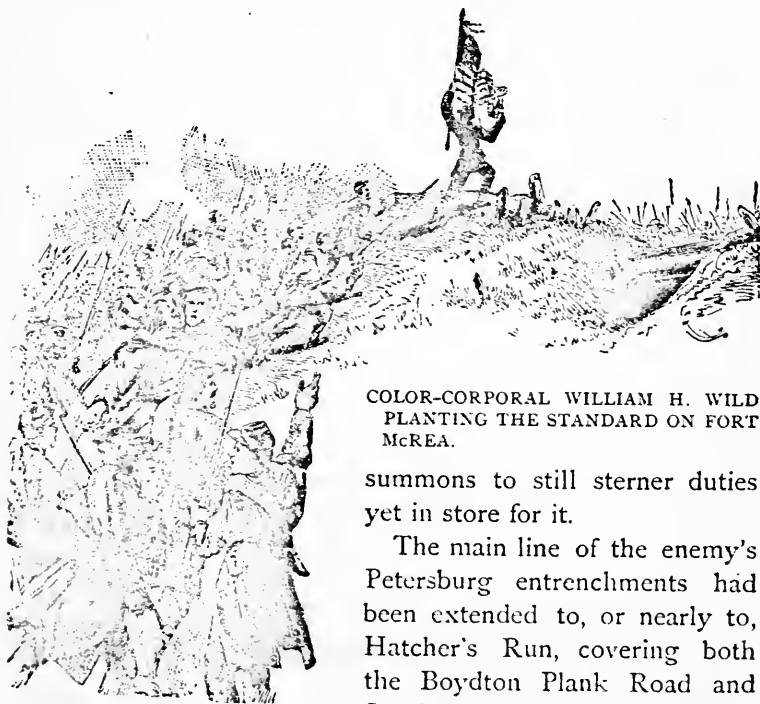 COLOR-CORPORAL WILLIAM H. WILD
PLANTING THE STANDARD ON FORT
McREA.
summons to still sterner duties
yet in store for it.
The main line of the enemy's
Petersburg entrenchments had
been extended to, or nearly to,
Hatcher's Run, covering both
the Boydton Plank Road and